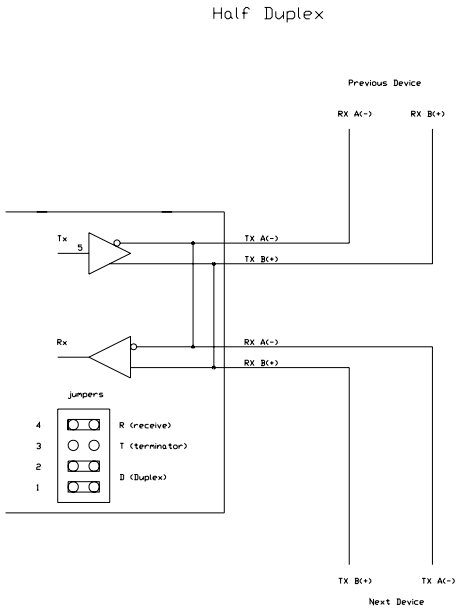 Half Duplex
Previous Device
RX A(-) RX B(+)
Tx
5
TX A(-)
TX B(+)
Rx
RX A(-)
RX B(+)
jumpers
4 R (receive)
3 T (terminator)
2
D (Duplex)
1
TX B(+) TX A(-)
Next Device